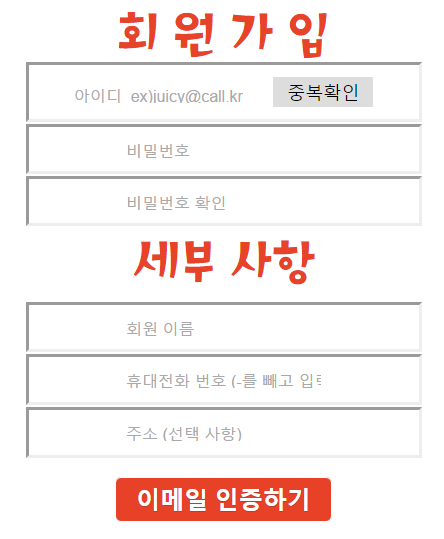 회 원 가 입
아이디 ex)juicy@call.kr 중복확인
비밀번호
비밀번호 확인
세부 사항
회원 이름
휴대전화 번호 (-를 빼고 입
주소 (선택 사항)
이메일 인증하기